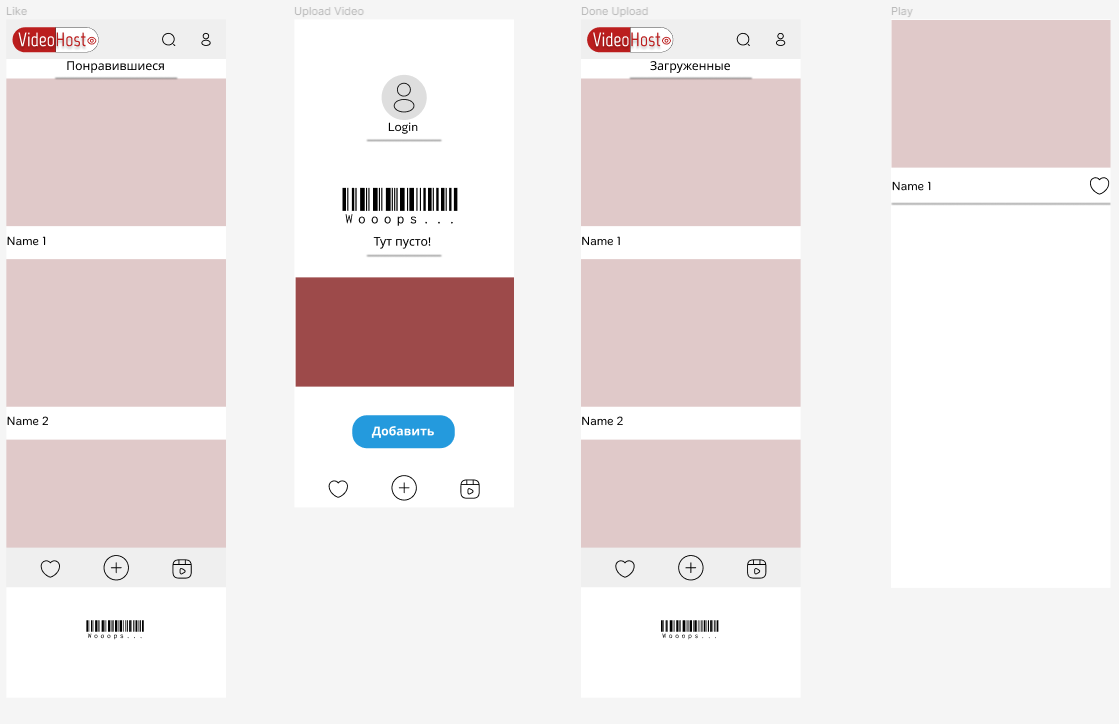 Like
VideoHost
Понравившиеся
Name 1
Name 2
Wooops...
Upload Video
Login
Wooops...
Тут пусто!
Добавить
Done Upload
VideoHost
Загруженные
Name 1
Name 2
Wooops...
Play
Name 1